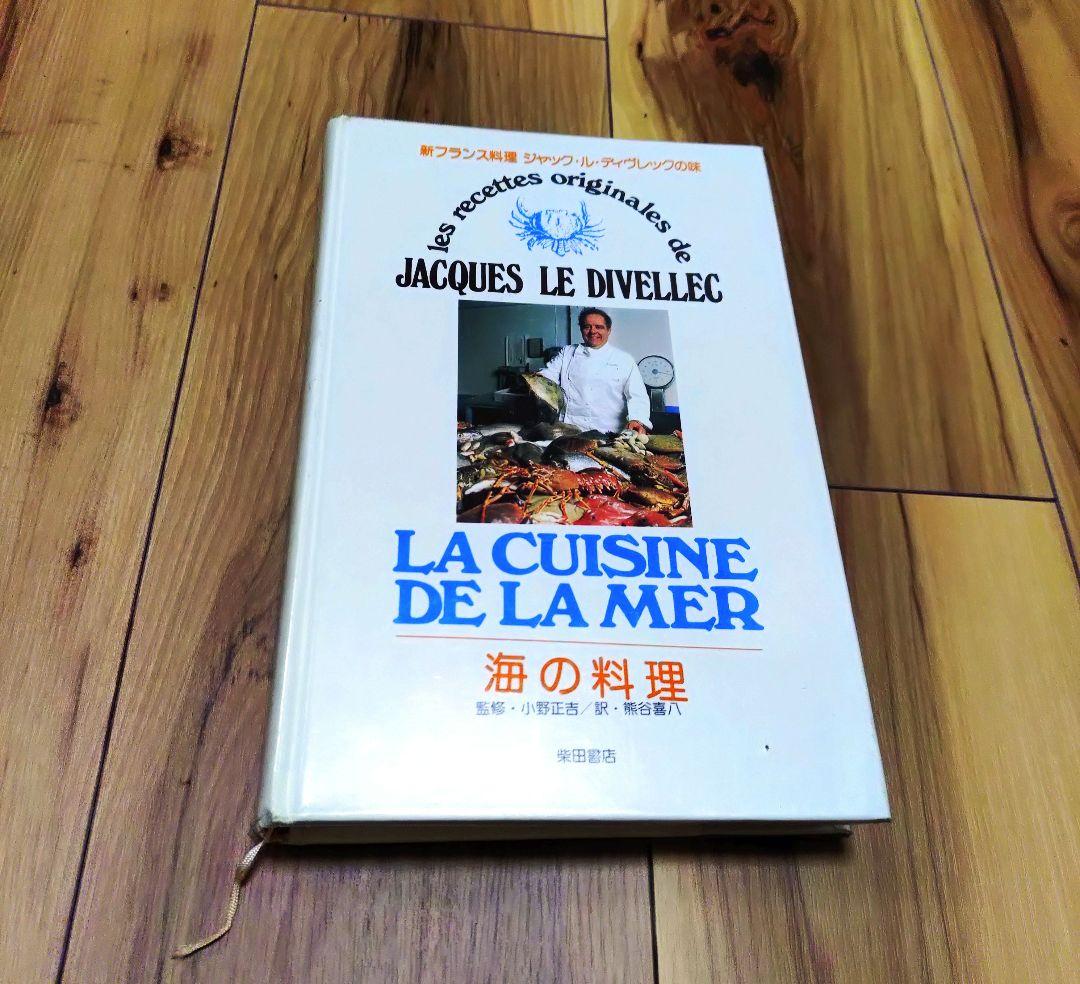 新フランス料理 ジャック・ル・ディヴレックの味
les recettes originales de
JACQUES LE DIVELLEC
LA CUISINE
DE LA MER
海の料理
監修・小野正吉／訳・熊谷喜八
柴田書店